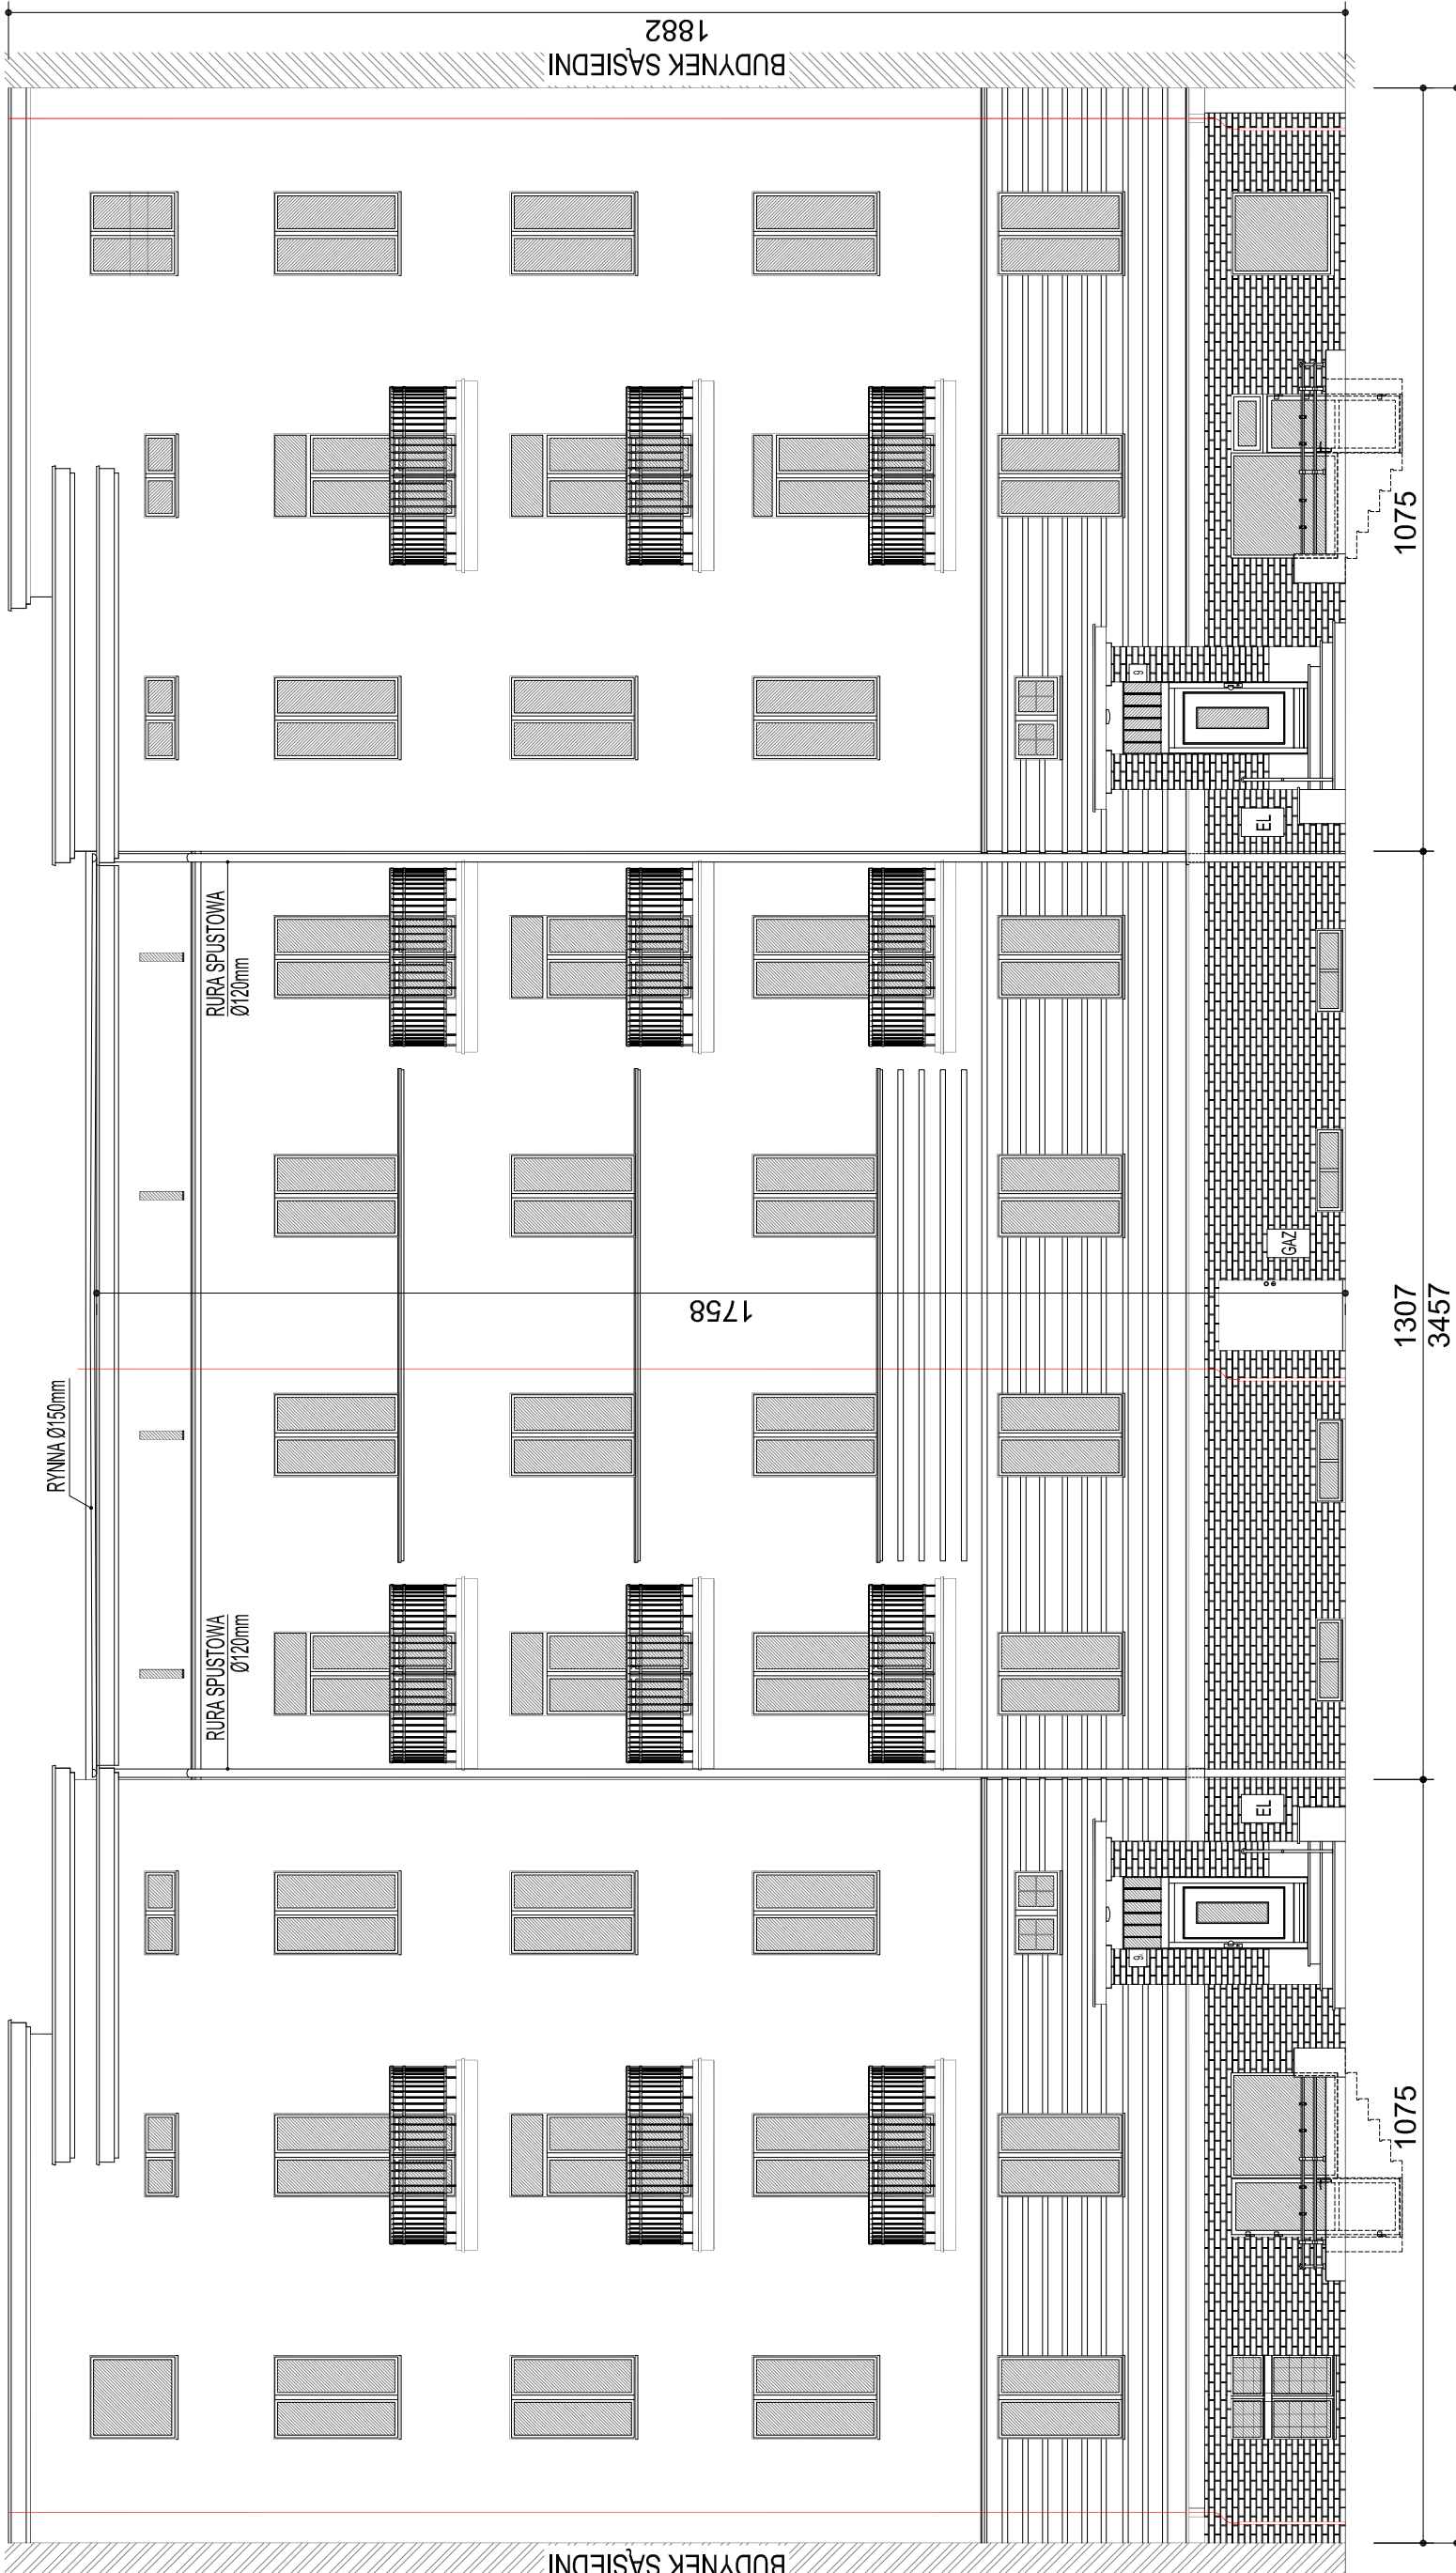 BUDYNEK SĄSIEDNI
1882
RURA SPUSTOWA
Ø120mm
RYNNA Ø150mm
RURA SPUSTOWA
Ø120mm
1758
9
EL
GAZ
EL
9A
1075
1307
3457
1075
BUDYNEK SĄSIEDNI